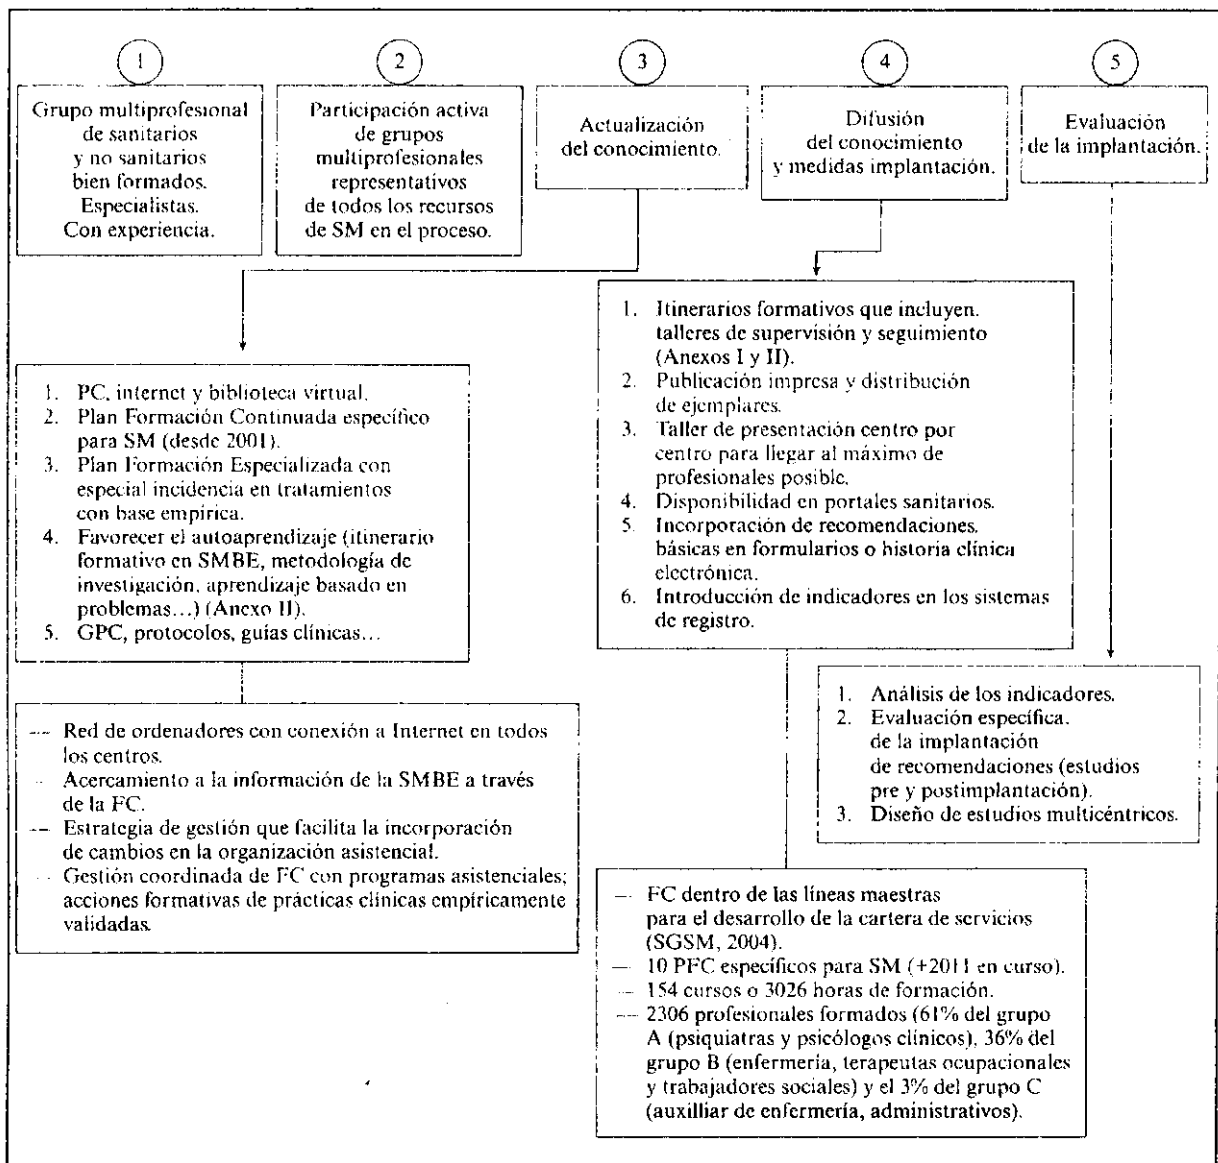 1
Grupo multiprofesional
de sanitarios
y no sanitarios
bien formados.
Especialistas.
Con experiencia.
2
Participación activa
de grupos
multiprofesionales
representativos
de todos los recursos
de SM en el proceso.
3
Actualización
del conocimiento.
4
Difusión
del conocimiento
y medidas implantación.
5
Evaluación
de la implantación.
1. PC, internet y biblioteca virtual.
2. Plan Formación Continuada específico
para SM (desde 2001).
3. Plan Formación Especializada con
especial incidencia en tratamientos
con base empírica.
4. Favorecer el autoaprendizaje (itinerario
formativo en SMBE, metodología de
investigación, aprendizaje basado en
problemas...) (Anexo II).
5. GPC, protocolos, guías clínicas...
— Red de ordenadores con conexión a Internet en todos
los centros.
— Acercamiento a la información de la SMBE a través
de la FC.
— Estrategia de gestión que facilita la incorporación
de cambios en la organización asistencial.
— Gestión coordinada de FC con programas asistenciales;
acciones formativas de prácticas clínicas empíricamente
validadas.
1. Itinerarios formativos que incluyen.
talleres de supervisión y seguimiento
(Anexos I y II).
2. Publicación impresa y distribución
de ejemplares.
3. Taller de presentación centro por
centro para llegar al máximo de
profesionales posible.
4. Disponibilidad en portales sanitarios.
5. Incorporación de recomendaciones.
básicas en formularios o historia clínica
electrónica.
6. Introducción de indicadores en los sistemas
de registro.
— FC dentro de las líneas maestras
para el desarrollo de la cartera de servicios
(SGSM, 2004).
— 10 PFC específicos para SM (+2011 en curso).
— 154 cursos o 3026 horas de formación.
— 2306 profesionales formados (61% del grupo
A (psiquiatras y psicólogos clínicos), 36% del
grupo B (enfermería, terapeutas ocupacionales
y trabajadores sociales) y el 3% del grupo C
(auxilliar de enfermería, administrativos).
1. Análisis de los indicadores.
2. Evaluación específica.
de la implantación
de recomendaciones (estudios
pre y postimplantación).
3. Diseño de estudios multicéntricos.